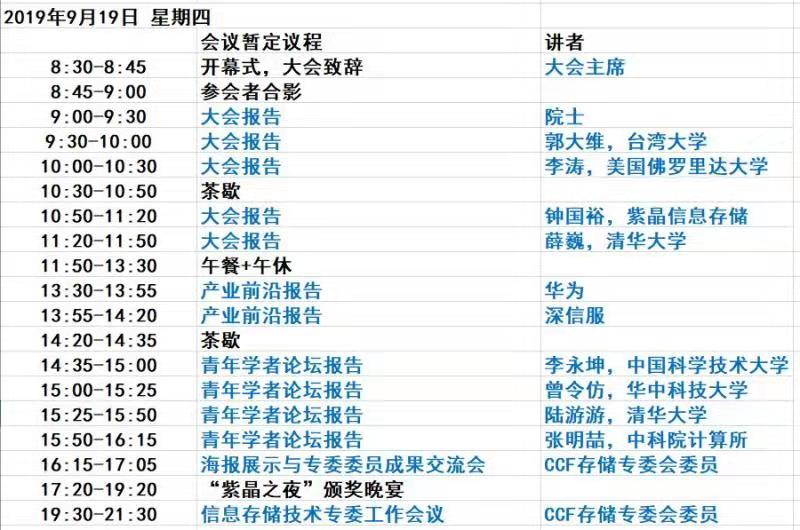 2019年9月19日 星期四
会议暂定议程 讲者
8:30-8:45 开幕式，大会致辞 大会主席
8:45-9:00 参会者合影
9:00-9:30 大会报告 院士
9:30-10:00 大会报告 郭大维，台湾大学
10:00-10:30 大会报告 李涛，美国佛罗里达大学
10:30-10:50 茶歇
10:50-11:20 大会报告 钟国裕，紫晶信息存储
11:20-11:50 大会报告 薛巍，清华大学
11:50-13:30 午餐+午休
13:30-13:55 产业前沿报告 华为
13:55-14:20 产业前沿报告 深信服
14:20-14:35 茶歇
14:35-15:00 青年学者论坛报告 李永坤，中国科学技术大学
15:00-15:25 青年学者论坛报告 曾令仿，华中科技大学
15:25-15:50 青年学者论坛报告 陆游游，清华大学
15:50-16:15 青年学者论坛报告 张明喆，中科院计算所
16:15-17:05 海报展示与专委委员成果交流会 CCF存储专委会委员
17:20-19:20 “紫晶之夜”颁奖晚宴
19:30-21:30 信息存储技术专委工作会议 CCF存储专委会委员